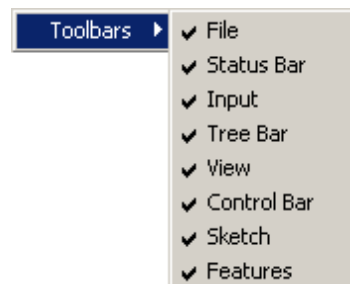 Toolbars
File
Status Bar
Input
Tree Bar
View
Control Bar
Sketch
Features